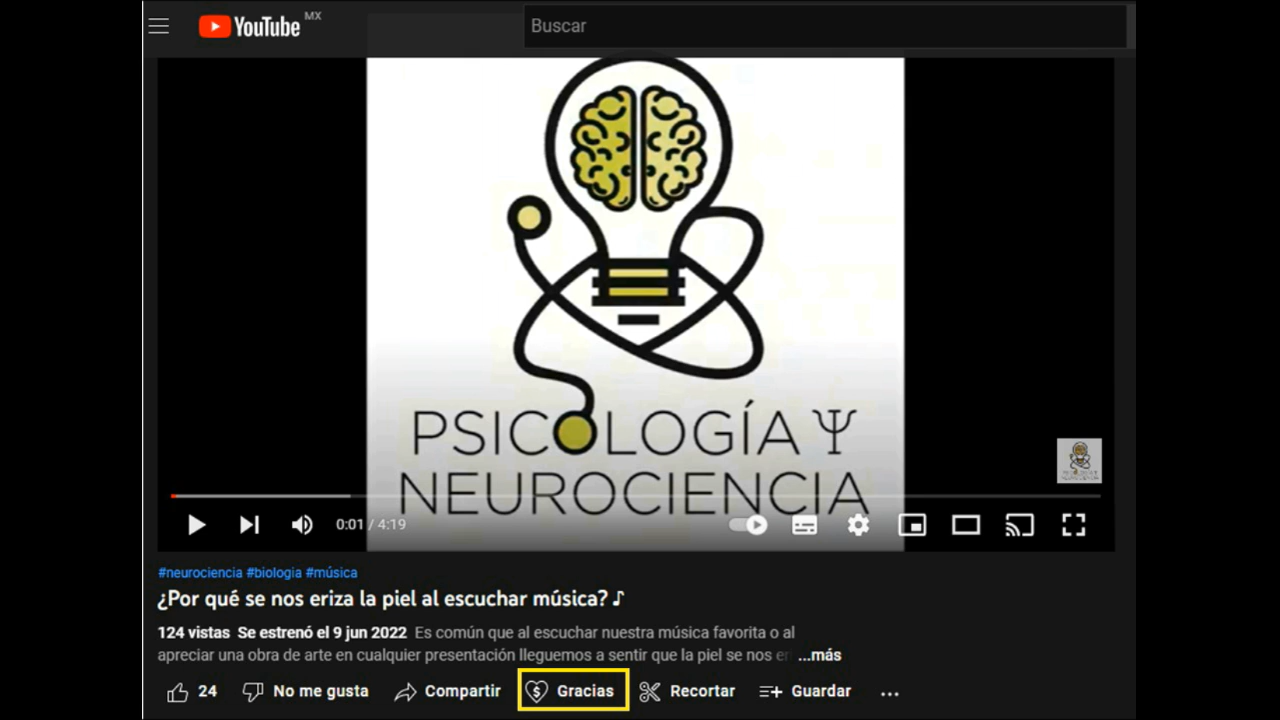 YouTube MX
Buscar
PSICOLOGÍA Ψ
NEUROCIENCIA
0:01 / 4:19
#neurociencia #biologia #música
¿Por qué se nos eriza la piel al escuchar música? ♪
124 vistas Se estrenó el 9 jun 2022 Es común que al escuchar nuestra música favorita o al
apreciar una obra de arte en cualquier presentación lleguemos a sentir que la piel se nos ...más
24 No me gusta Compartir Gracias Recortar Guardar ...